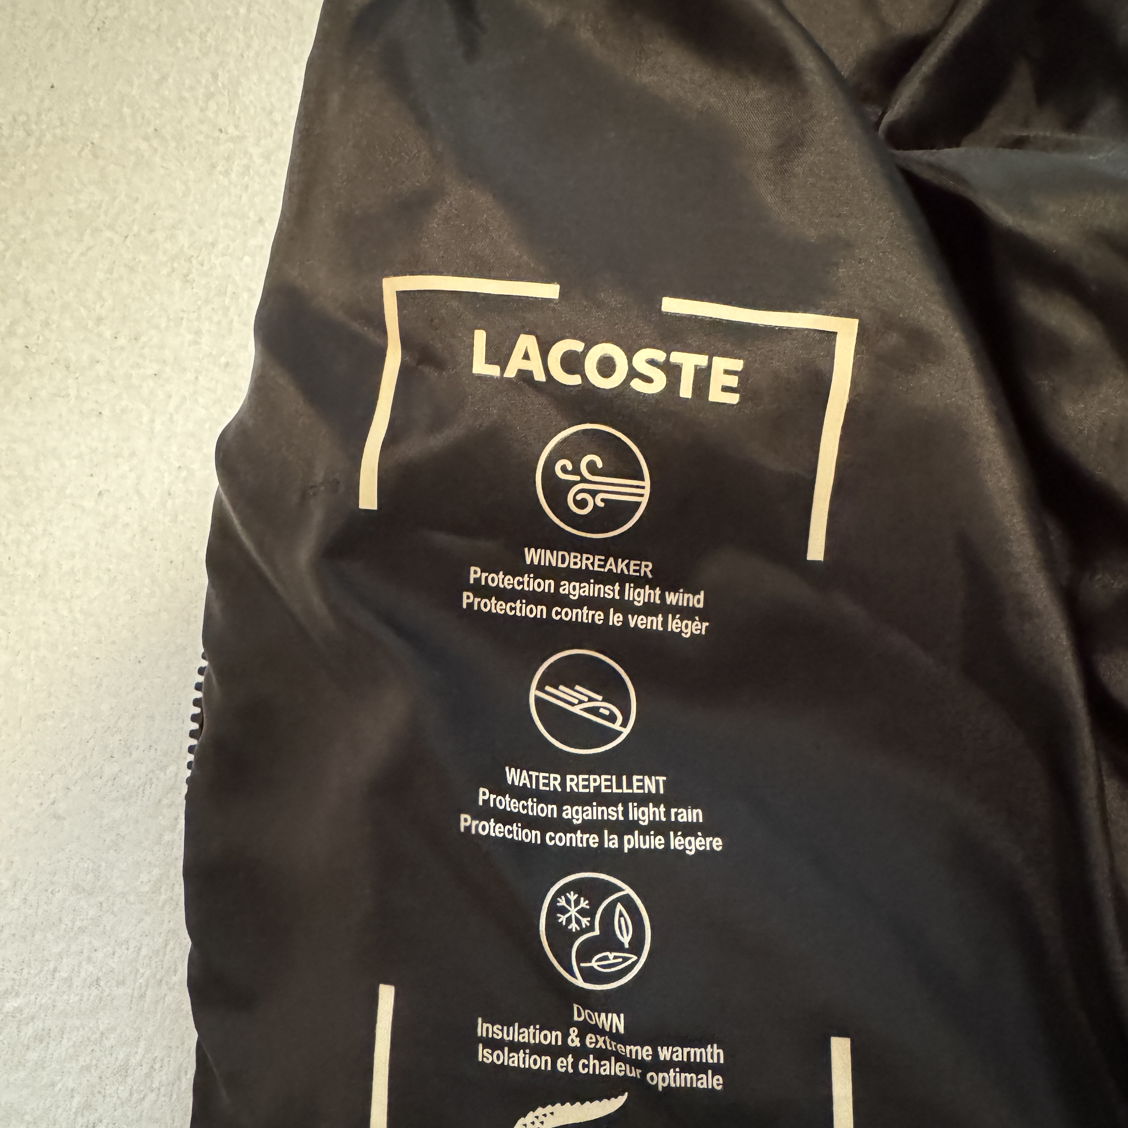 LACOSTE
WINDBREAKER
Protection against light wind
Protection contre le vent légèr
WATER REPELLENT
Protection against light rain
Protection contre la pluie légère
DOWN
Insulation & extreme warmth
Isolation et chaleur optimale